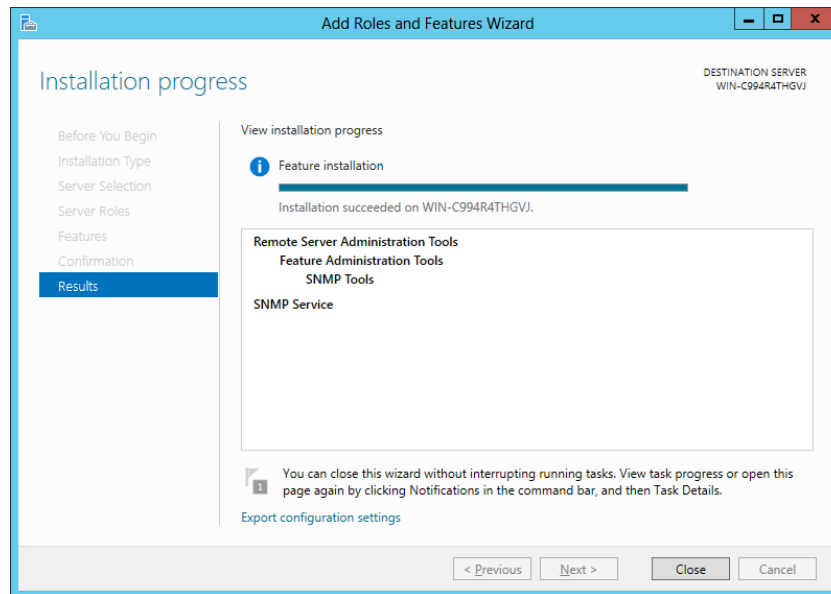 Add Roles and Features Wizard
Installation progress
DESTINATION SERVER
WIN-C994R4THGVJ
Before You Begin
Installation Type
Server Selection
Server Roles
Features
Confirmation
Results
View installation progress
Feature installation
Installation succeeded on WIN-C994R4THGVJ.
Remote Server Administration Tools
Feature Administration Tools
SNMP Tools
SNMP Service
1
You can close this wizard without interrupting running tasks. View task progress or open this
page again by clicking Notifications in the command bar, and then Task Details.
Export configuration settings
< Previous
Next >
Close
Cancel